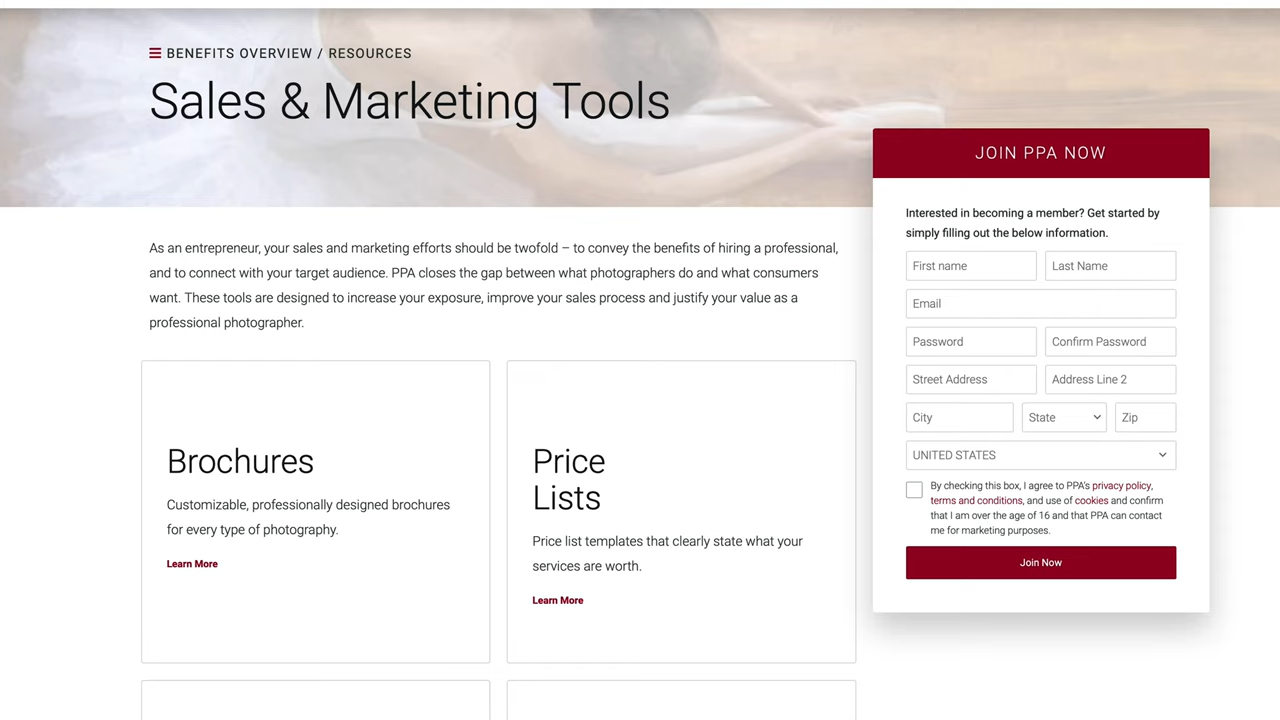 BENEFITS OVERVIEW / RESOURCES
Sales & Marketing Tools
As an entrepreneur, your sales and marketing efforts should be twofold – to convey the benefits of hiring a professional,
and to connect with your target audience. PPA closes the gap between what photographers do and what consumers
want. These tools are designed to increase your exposure, improve your sales process and justify your value as a
professional photographer.
Brochures
Customizable, professionally designed brochures
for every type of photography.
Learn More
Price
Lists
Price list templates that clearly state what your
services are worth.
Learn More
JOIN PPA NOW
Interested in becoming a member? Get started by
simply filling out the below information.
First name Last Name
Email
Password Confirm Password
Street Address Address Line 2
City State Zip
UNITED STATES
By checking this box, I agree to PPA's privacy policy,
terms and conditions, and use of cookies and confirm
that I am over the age of 16 and that PPA can contact
me for marketing purposes.
Join Now